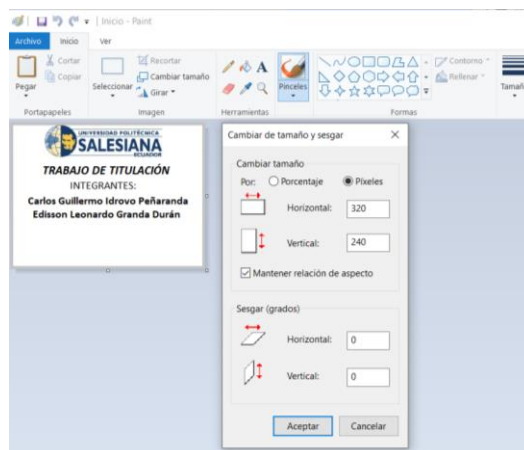 Inicio - Paint
Archivo Inicio Ver
Pegar
Cortar
Copiar
Portapapeles
Seleccionar
Recortar
Cambiar tamaño
Girar
Imagen
A
Herramientas
Pinceles
Contorno
Rellenar
Formas
Tamañ
UNIVERSIDAD POLITÉCNICA
SALESIANA
ECUADOR
TRABAJO DE TITULACIÓN
INTEGRANTES:
Carlos Guillermo Idrovo Peñaranda
Edisson Leonardo Granda Durán
Cambiar de tamaño y sesgar
Cambiar tamaño
Por: Porcentaje Píxeles
Horizontal: 320
Vertical: 240
Mantener relación de aspecto
Sesgar (grados)
Horizontal: 0
Vertical: 0
Aceptar Cancelar